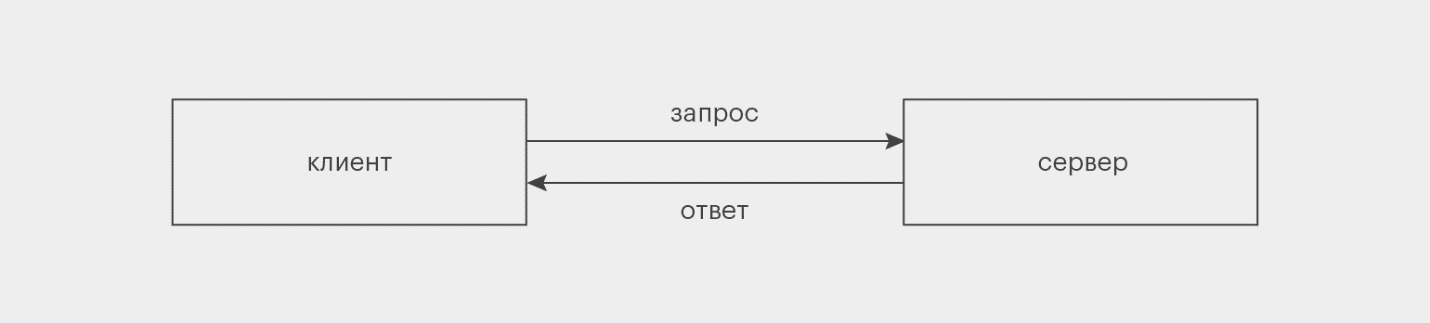 запрос
клиент
сервер
ответ